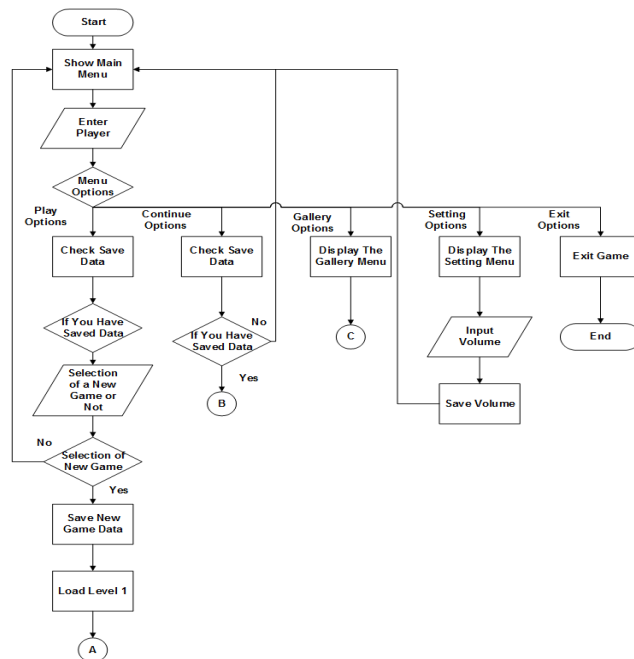 Start
Show Main
Menu
Enter
Player
Menu
Options
Play
Options
Continue
Options
Gallery
Options
Setting
Options
Exit
Options
Check Save
Data
Check Save
Data
Display The
Gallery Menu
Display The
Setting Menu
Exit Game
If You Have
Saved Data
If You Have
Saved Data
No
Yes
C
Input
Volume
End
Selection
of a New
Game or
Not
B
Save Volume
No
Selection of
New Game
Yes
Save New
Game Data
Load Level 1
A